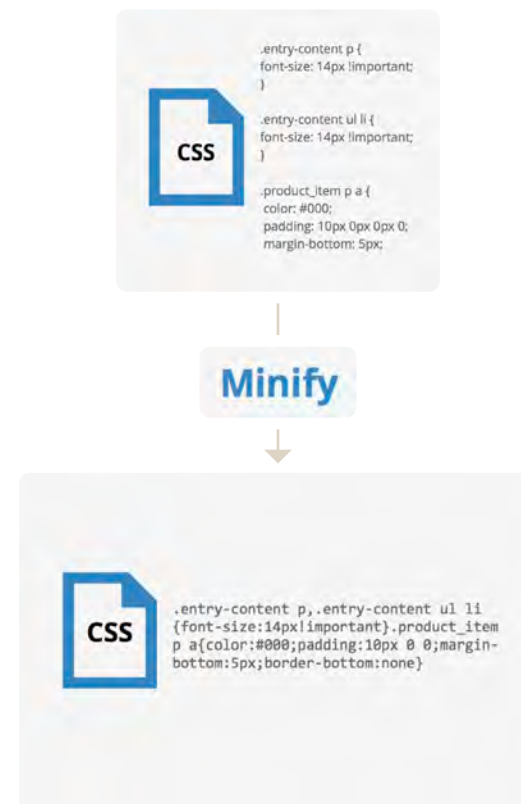 .entry-content p {
font-size: 14px !important;
}
.entry-content ul li {
font-size: 14px !important;
}
CSS
.product_item p a {
color: #000;
padding: 10px 0px 0px 0;
margin-bottom: 5px;
Minify
CSS
.entry-content p,.entry-content ul li
{font-size:14px!important}.product_item
p a{color:#000;padding:10px 0 0;margin-
bottom:5px;border-bottom:none}